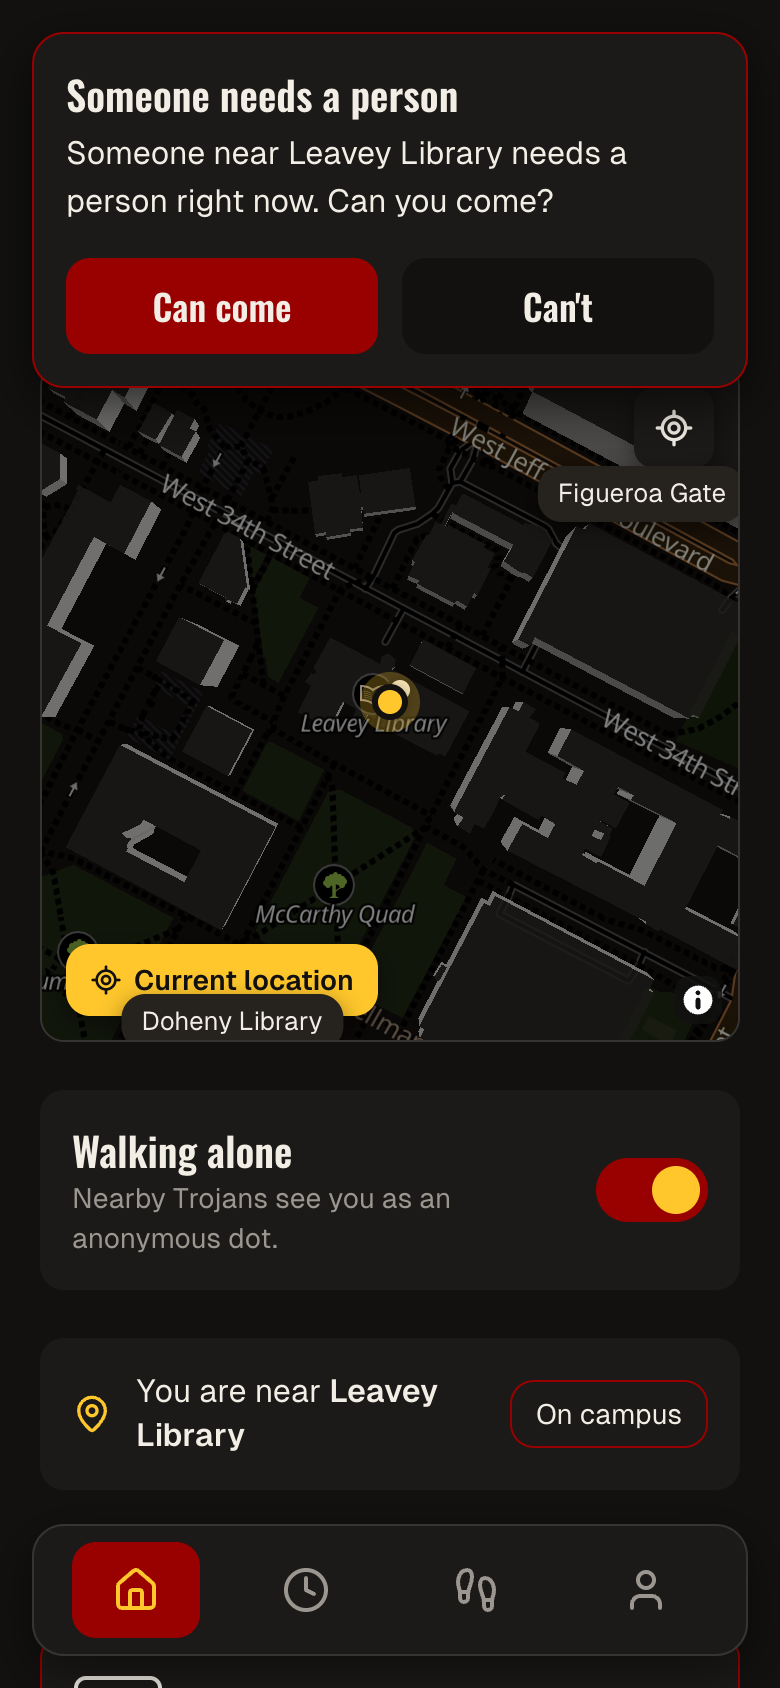 Someone needs a person
Someone near Leavey Library needs a
person right now. Can you come?
Can come
Can't
West Jeff
oulevard
Figueroa Gate
West 34th Street
Leavey Library
West 34th Str
McCarthy Quad
Current location
Doheny Library
Walking alone
Nearby Trojans see you as an
anonymous dot.
You are near Leavey
Library
On campus